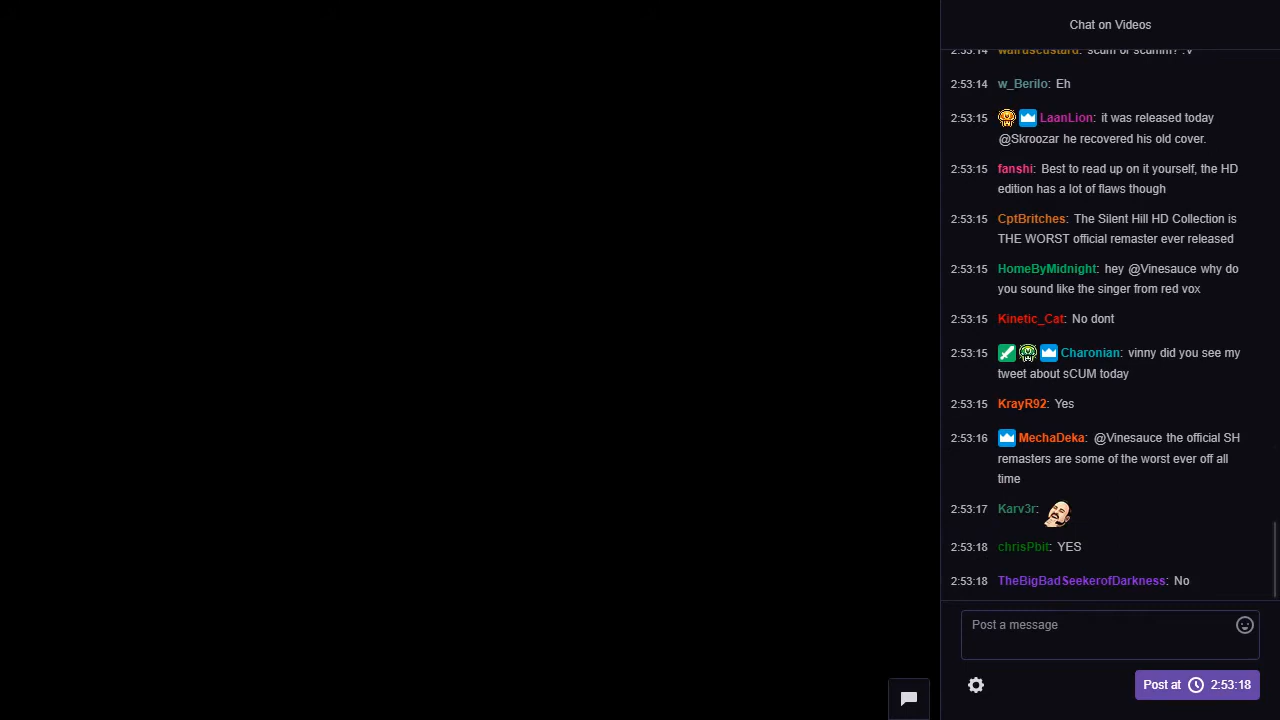 Chat on Videos
2:53:14 walruscustard: scum or scumm? :v
2:53:14 w_Berilo: Eh
2:53:15 LaanLion: it was released today
@Skroozar he recovered his old cover.
2:53:15 fanshi: Best to read up on it yourself, the HD
edition has a lot of flaws though
2:53:15 CptBritches: The Silent Hill HD Collection is
THE WORST official remaster ever released
2:53:15 HomeByMidnight: hey @Vinesauce why do
you sound like the singer from red vox
2:53:15 Kinetic_Cat: No dont
2:53:15 Charonian: vinny did you see my
tweet about sCUM today
2:53:15 KrayR92: Yes
2:53:16 MechaDeka: @Vinesauce the official SH
remasters are some of the worst ever off all
time
2:53:17 Karv3r:
2:53:18 chrisPbit: YES
2:53:18 TheBigBadSeekerofDarkness: No
Post a message
Post at 2:53:18